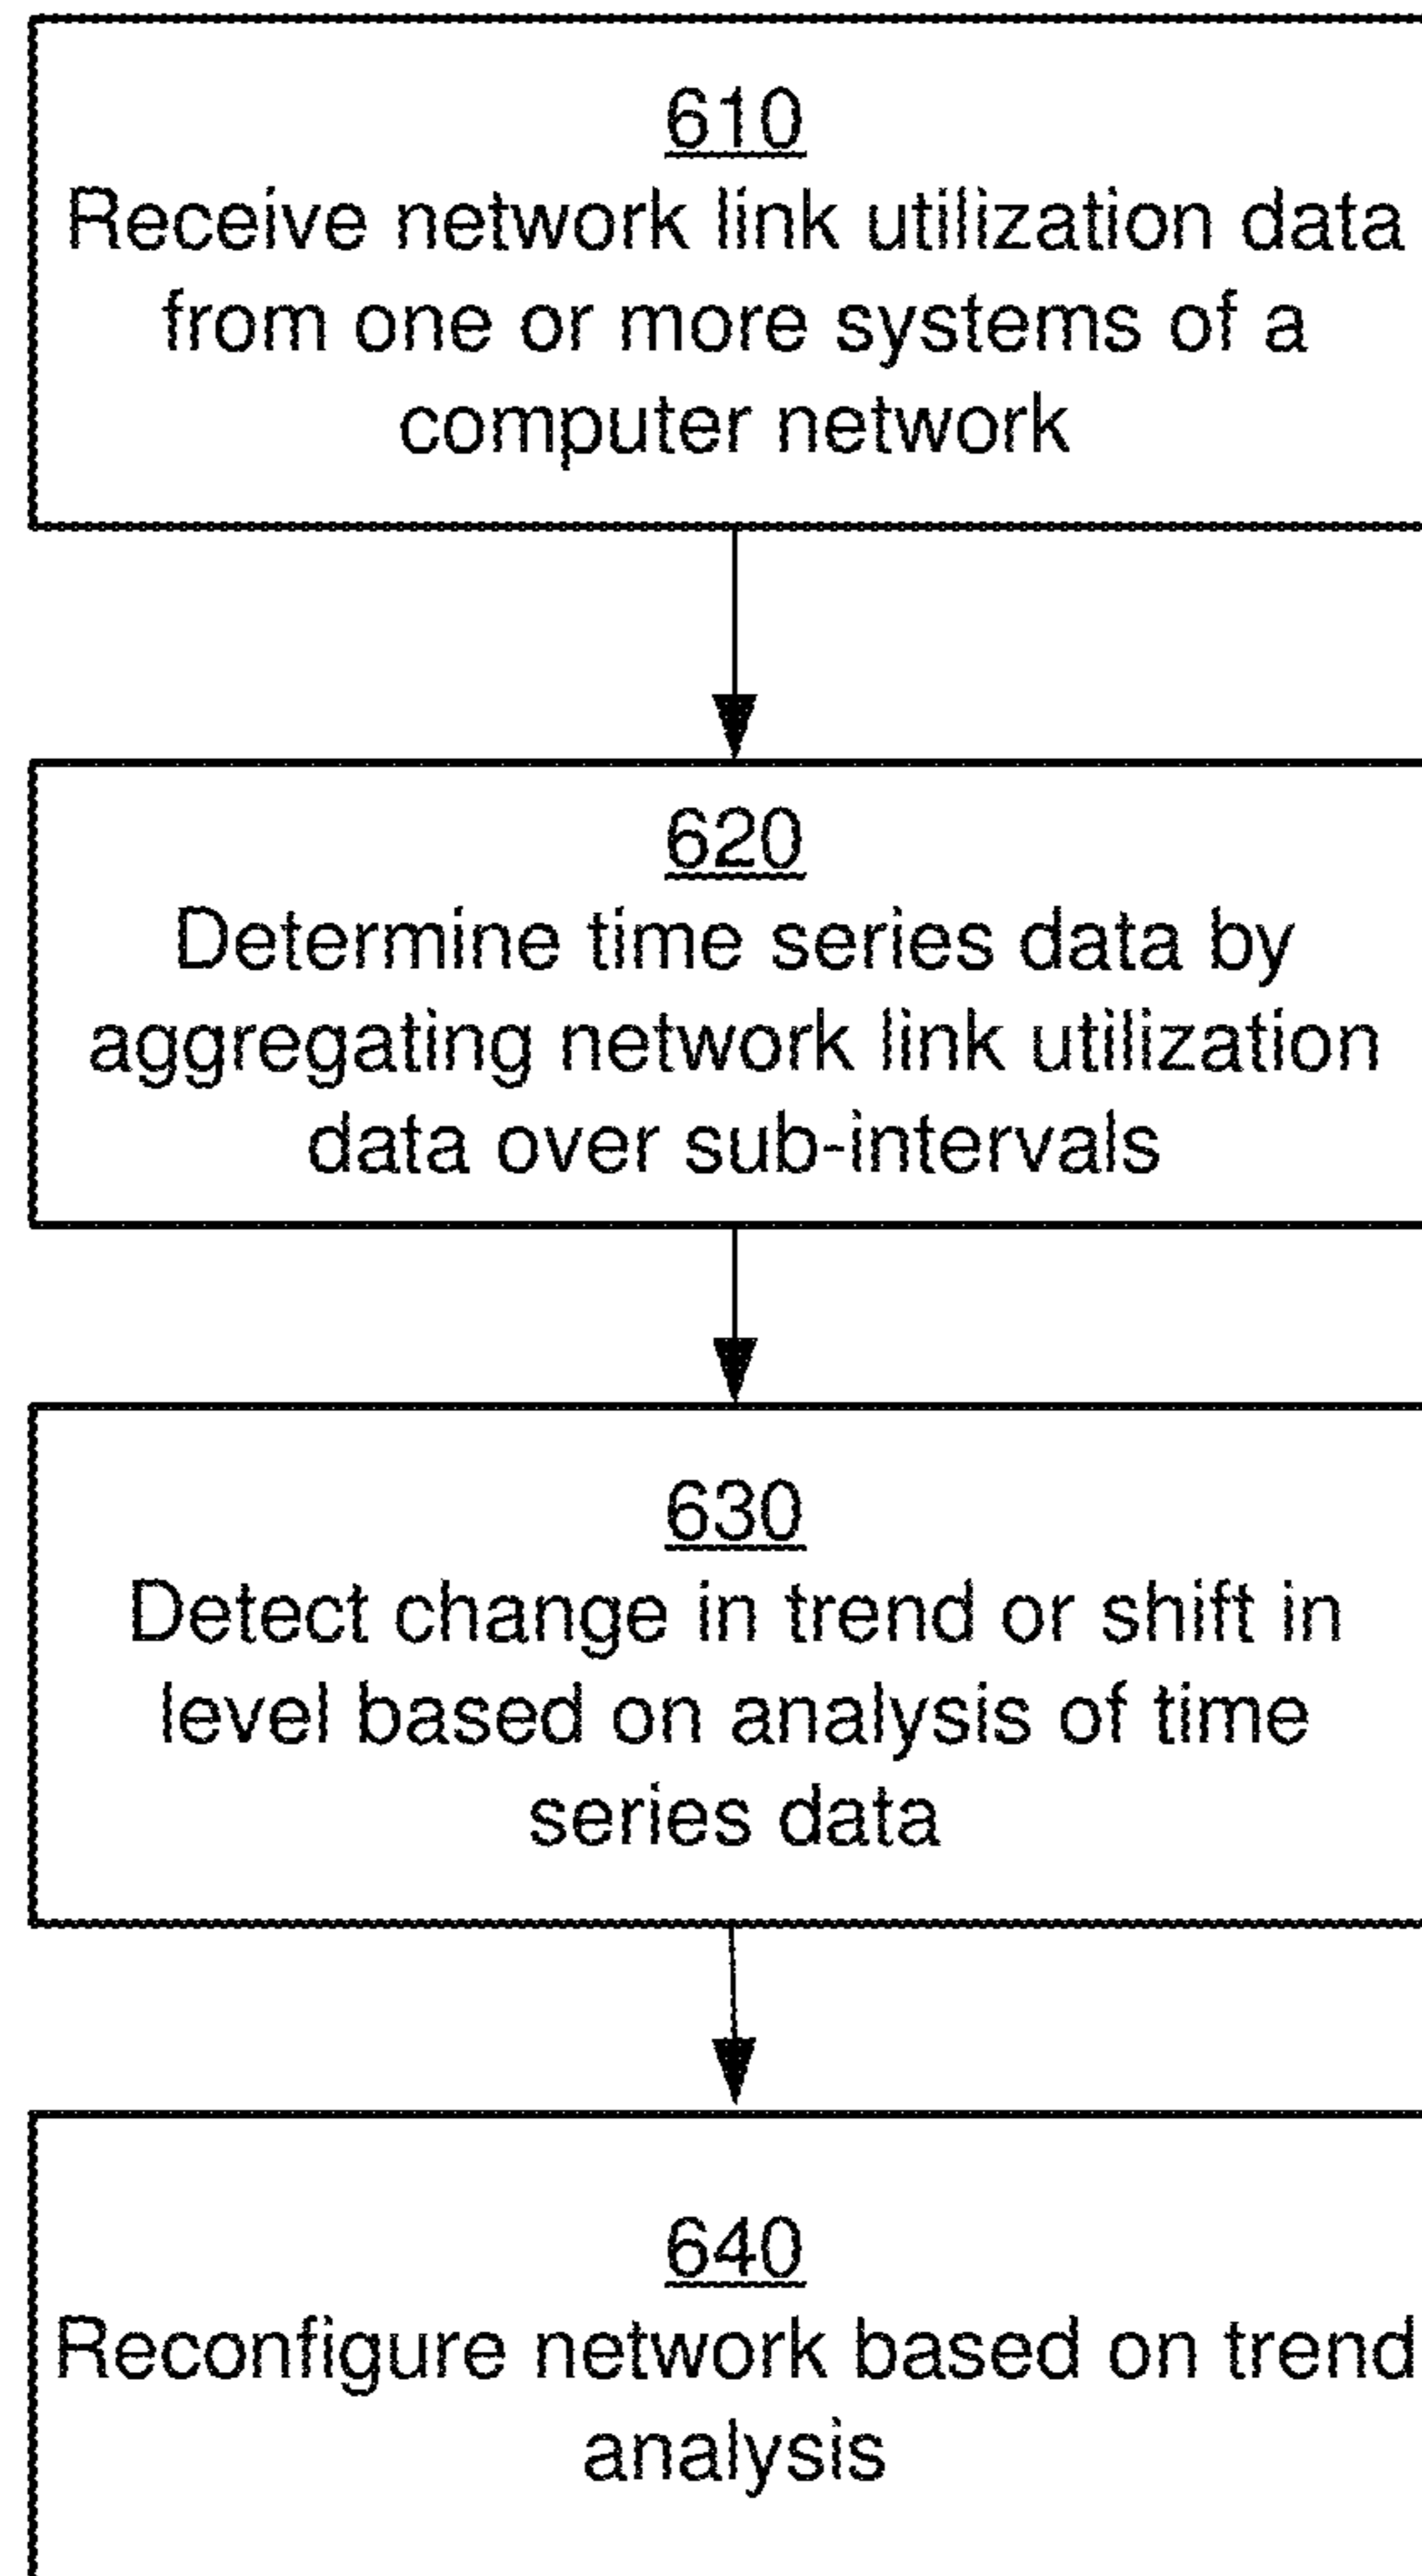 610
Receive network link utilization data
from one or more systems of a
computer network
620
Determine time series data by
aggregating network link utilization
data over sub-intervals
630
Detect change in trend or shift in
level based on analysis of time
series data
640
Reconfigure network based on trend
analysis